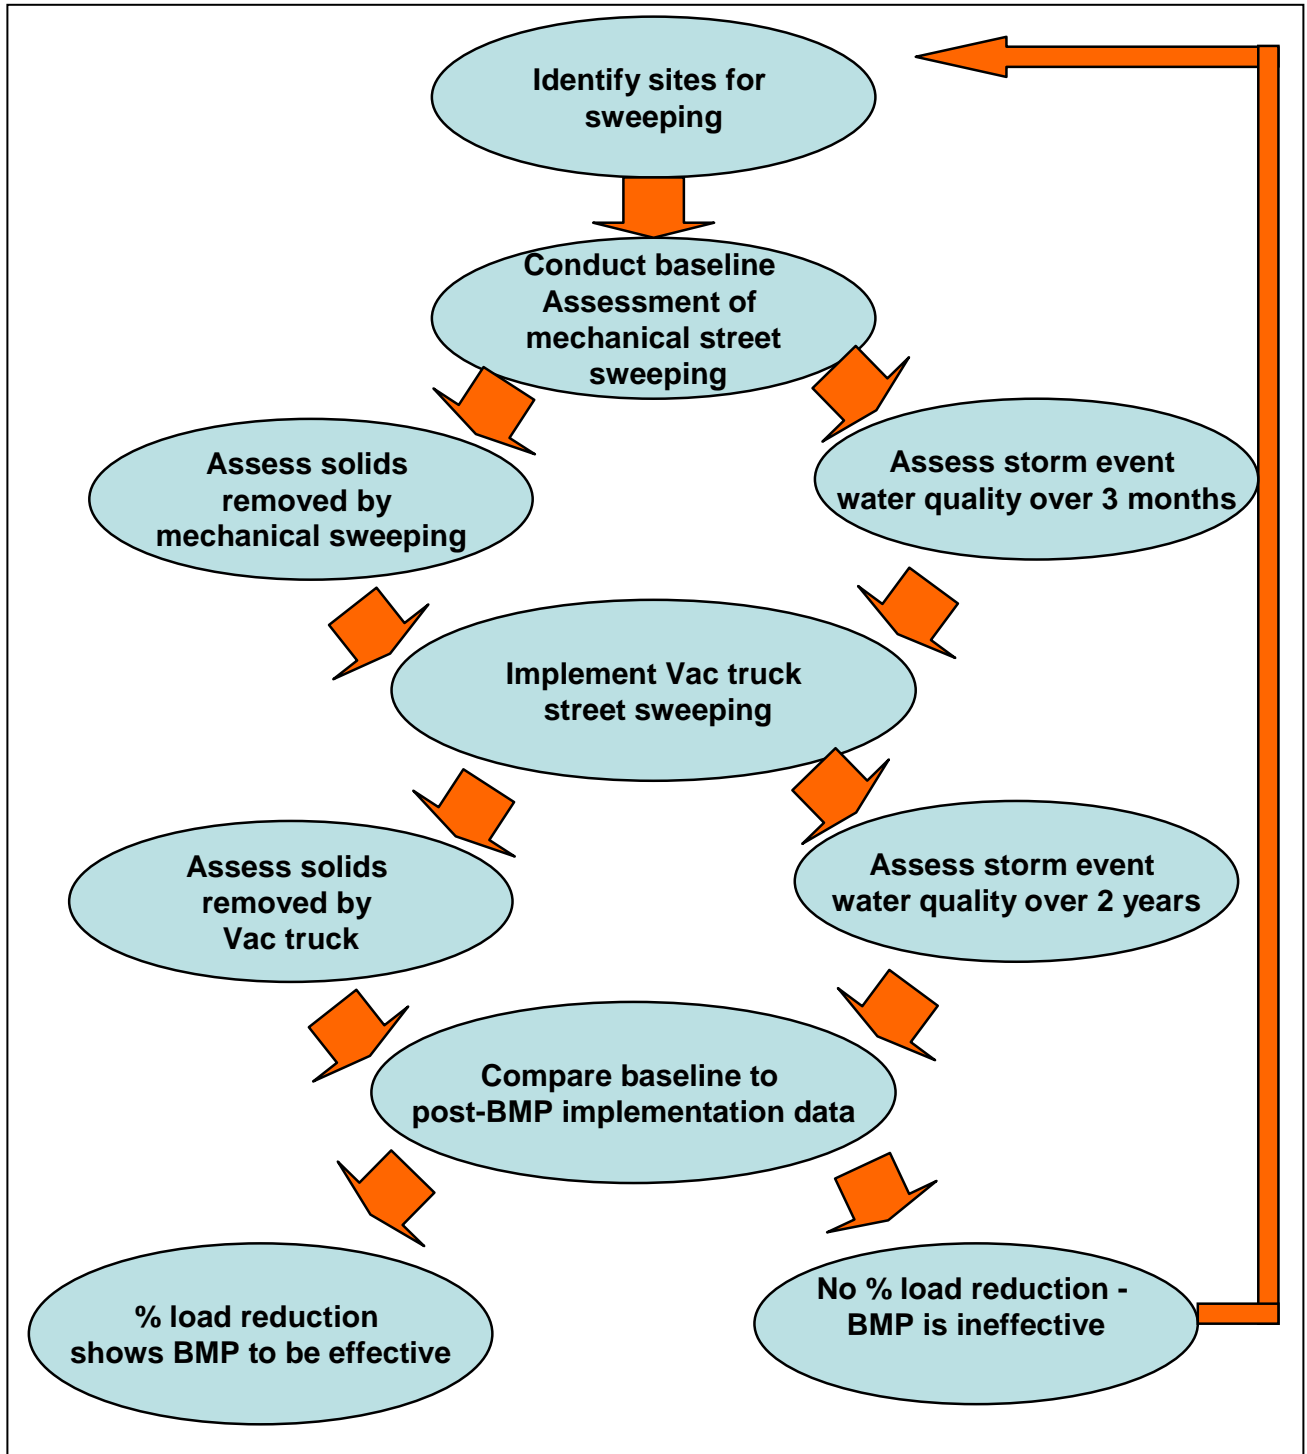 Identify sites for
sweeping
Conduct baseline
Assessment of
mechanical street
sweeping
Assess solids
removed by
mechanical sweeping
Assess storm event
water quality over 3 months
Implement Vac truck
street sweeping
Assess solids
removed by
Vac truck
Assess storm event
water quality over 2 years
Compare baseline to
post-BMP implementation data
% load reduction
shows BMP to be effective
No % load reduction -
BMP is ineffective